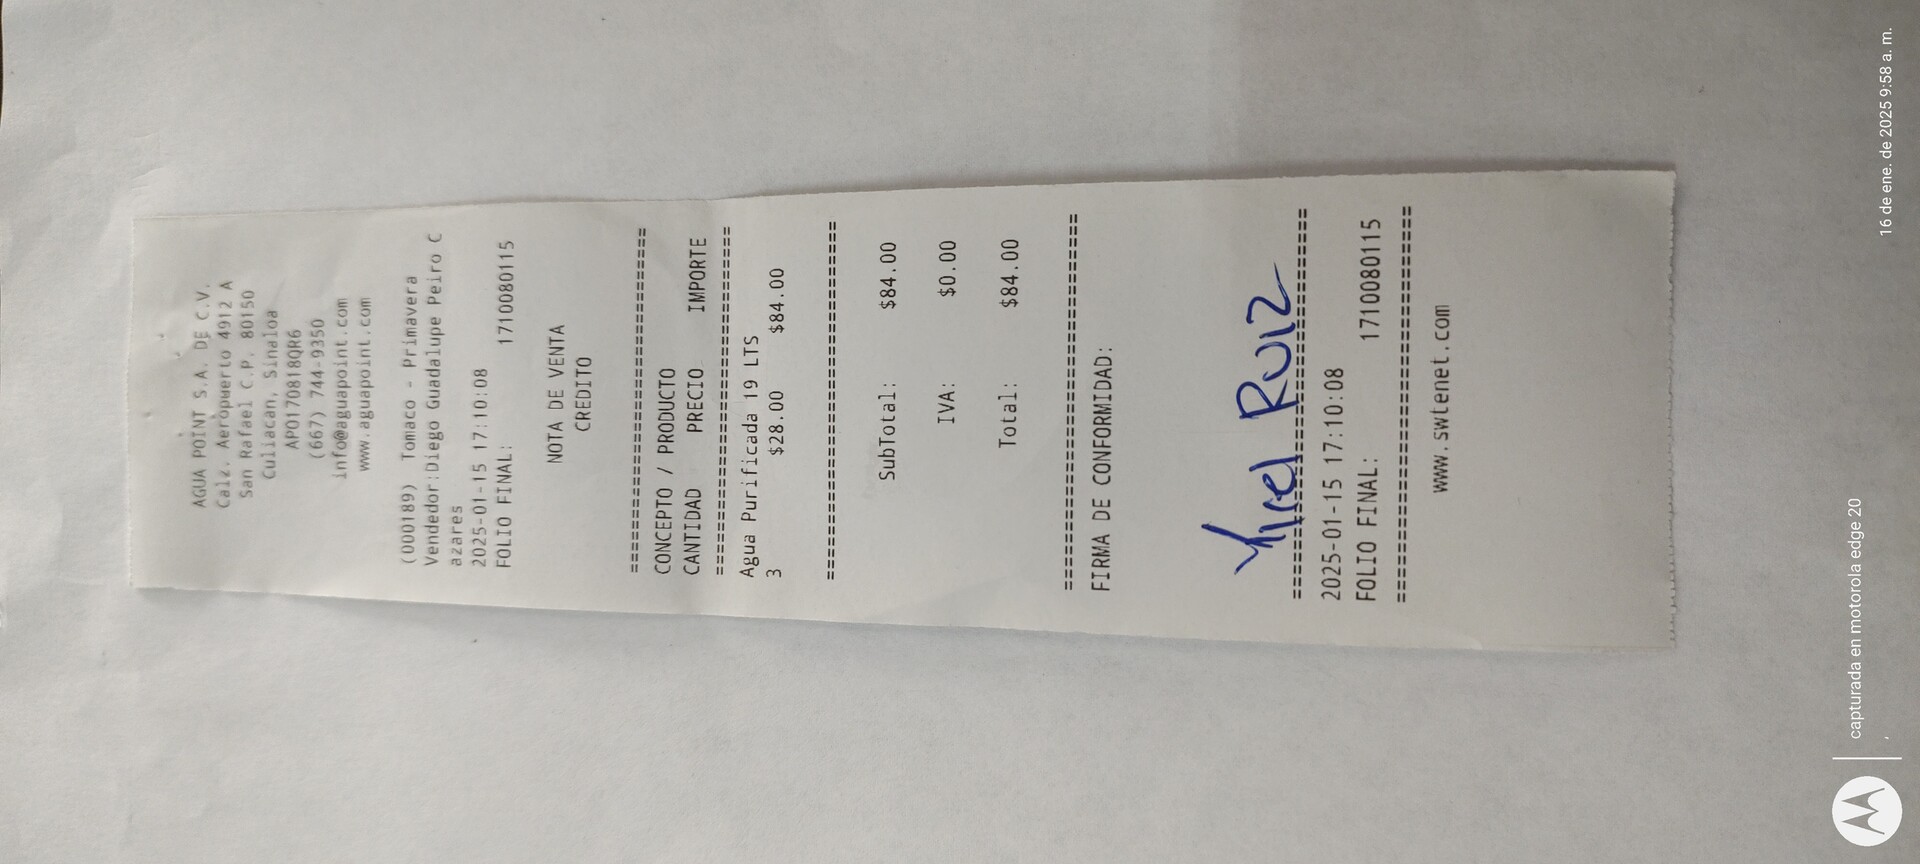 AGUA POINT S.A. DE C.V.
Calz. Aeropuerto 4912 A
San Rafael C.P. 80150
Culiacan, Sinaloa
APO170818QR6
(667) 744-9350
info@aguapoint.com
www.aguapoint.com
(000189) Tomaco - Primavera
Vendedor:Diego Guadalupe Peiro C
azares
2025-01-15 17:10:08
FOLIO FINAL: 1710080115
NOTA DE VENTA
CREDITO
================================
CONCEPTO / PRODUCTO
CANTIDAD PRECIO IMPORTE
================================
Agua Purificada 19 LTS
3 $28.00 $84.00
================================
SubTotal: $84.00
IVA: $0.00
Total: $84.00
================================
FIRMA DE CONFORMIDAD:
Ruiz
================================
2025-01-15 17:10:08
FOLIO FINAL: 1710080115
================================
www.swtenet.com
capturada en motorola edge 20
16 de ene. de 2025 9:58 a. m.